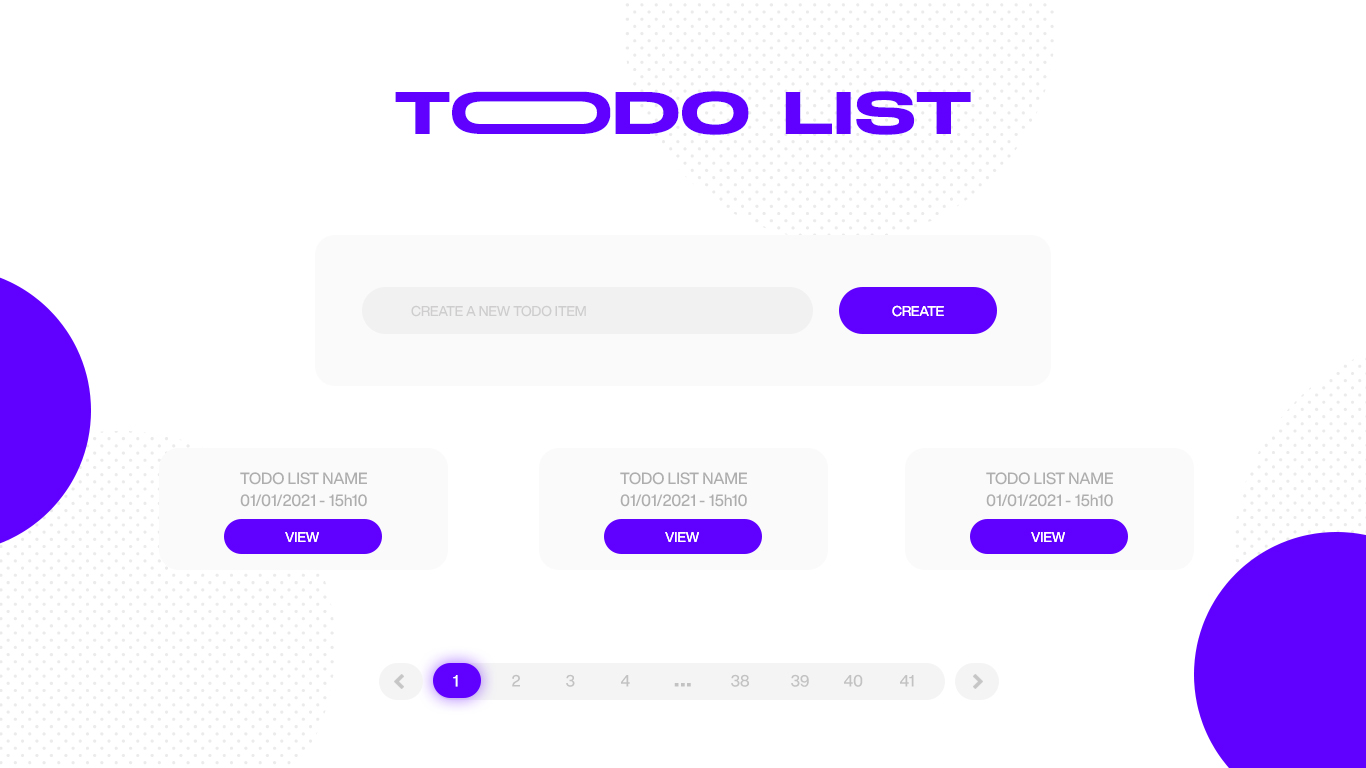 TODO LIST
CREATE A NEW TODO ITEM
CREATE
TODO LIST NAME
01/01/2021 - 15h10
VIEW
TODO LIST NAME
01/01/2021 - 15h10
VIEW
TODO LIST NAME
01/01/2021 - 15h10
VIEW
1 2 3 4 ... 38 39 40 41